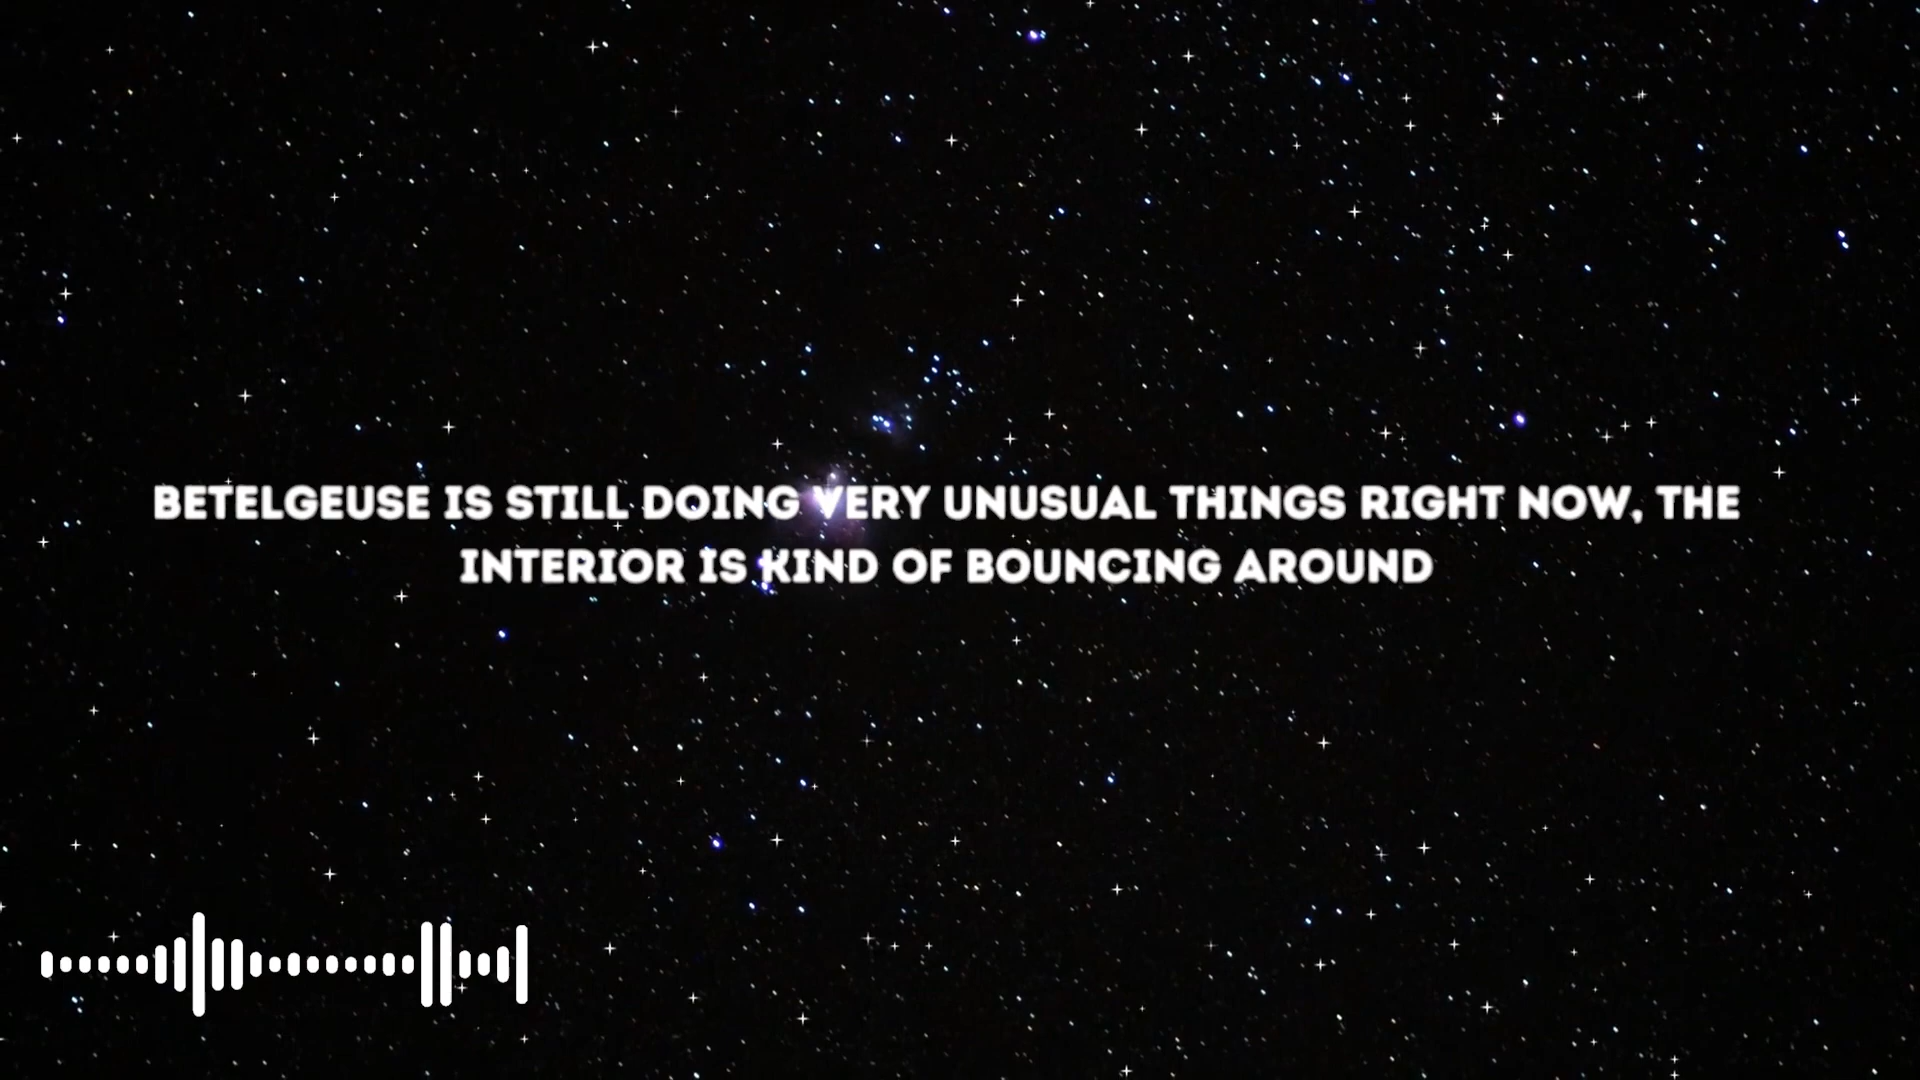 BETELGEUSE IS STILL DOING VERY UNUSUAL THINGS RIGHT NOW, THE
INTERIOR IS KIND OF BOUNCING AROUND